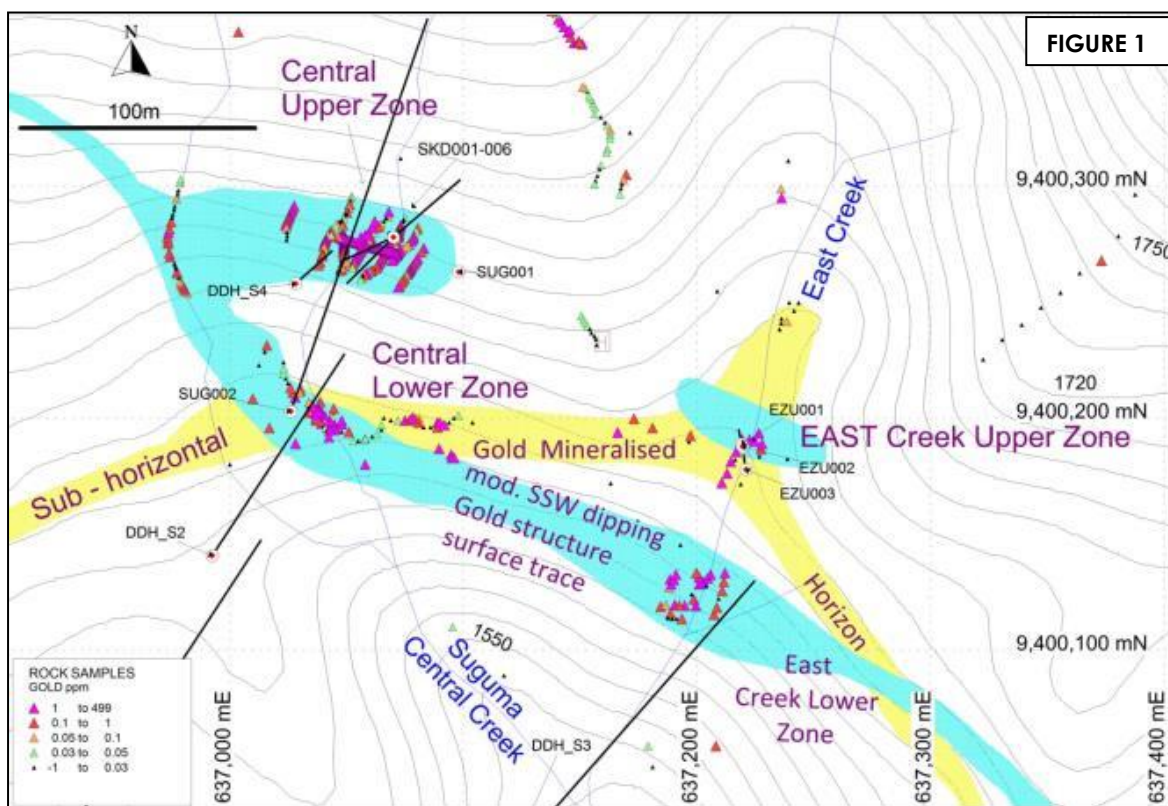 FIGURE 1
N
100m
Central
Upper Zone
SKD001-006
9,400,300 mN
East Creek
1750
SUG001
DDH_S4
H
Central
Lower Zone
1720
SUG002
EZU001
9,400,200 mN
EAST Creek Upper Zone
Sub - horizontal
Gold Mineralised
EZU002
EZU003
mod. SSW dipping
Gold structure
surface trace
DDH_S2
Horizon
1550
Suguma
Central Creek
9,400,100 mN
East
Creek Lower
Zone
DDH_S3
ROCK SAMPLES
GOLD ppm
1 to 499
0.1 to 1
0.05 to 0.1
0.03 to 0.05
-1 to 0.03
637,000 mE
637,200 mE
637,300 mE
637,400 mE